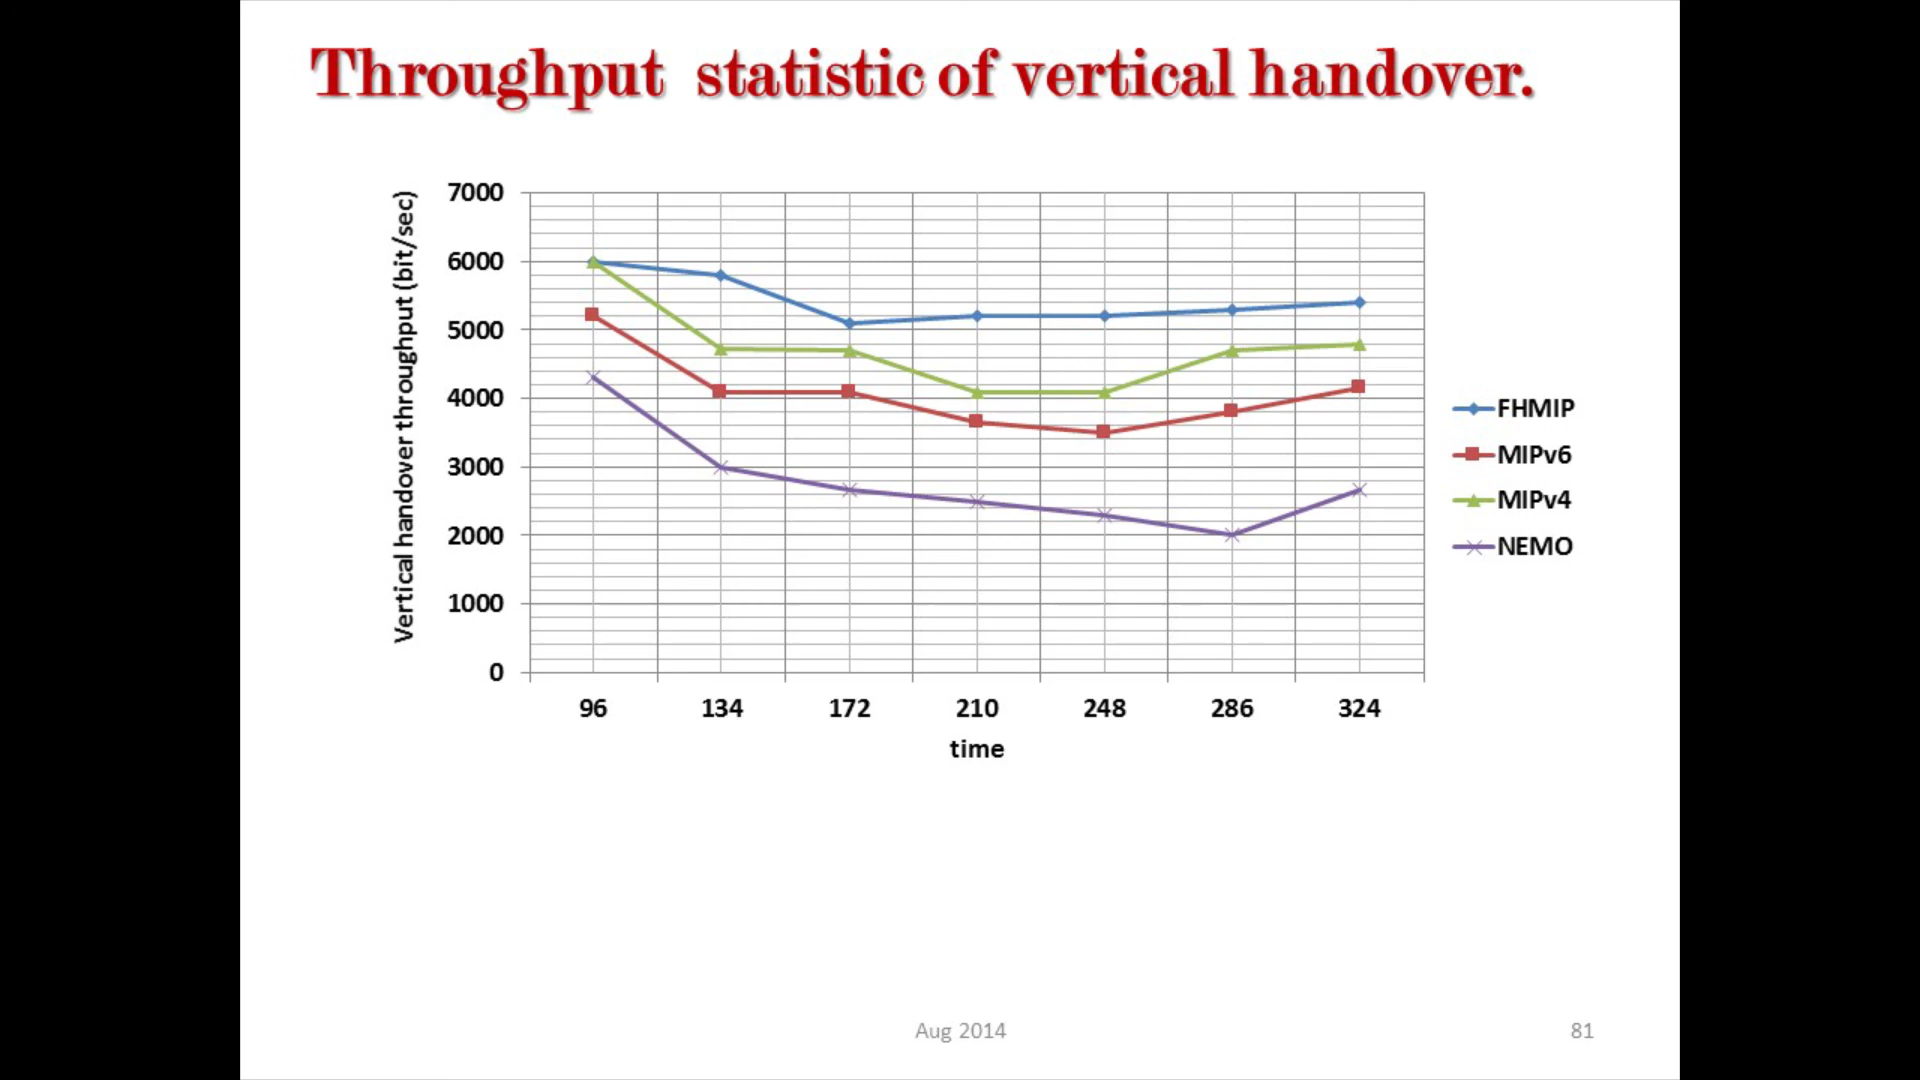 Throughput statistic of vertical handover.
Vertical handover throughput (bit/sec)
7000
6000
5000
4000
3000
2000
1000
0
96 134 172 210 248 286 324
time
FHMIP
MIPv6
MIPv4
NEMO
Aug 2014
81